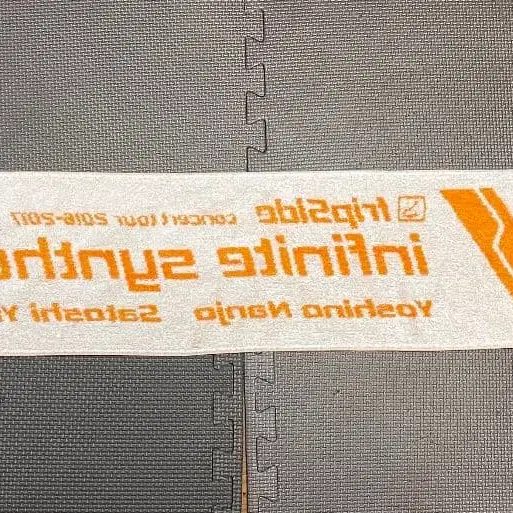 fripSide concert tour 2016-2017
infinite synthe
Yoshino Nanjo Satoshi Y